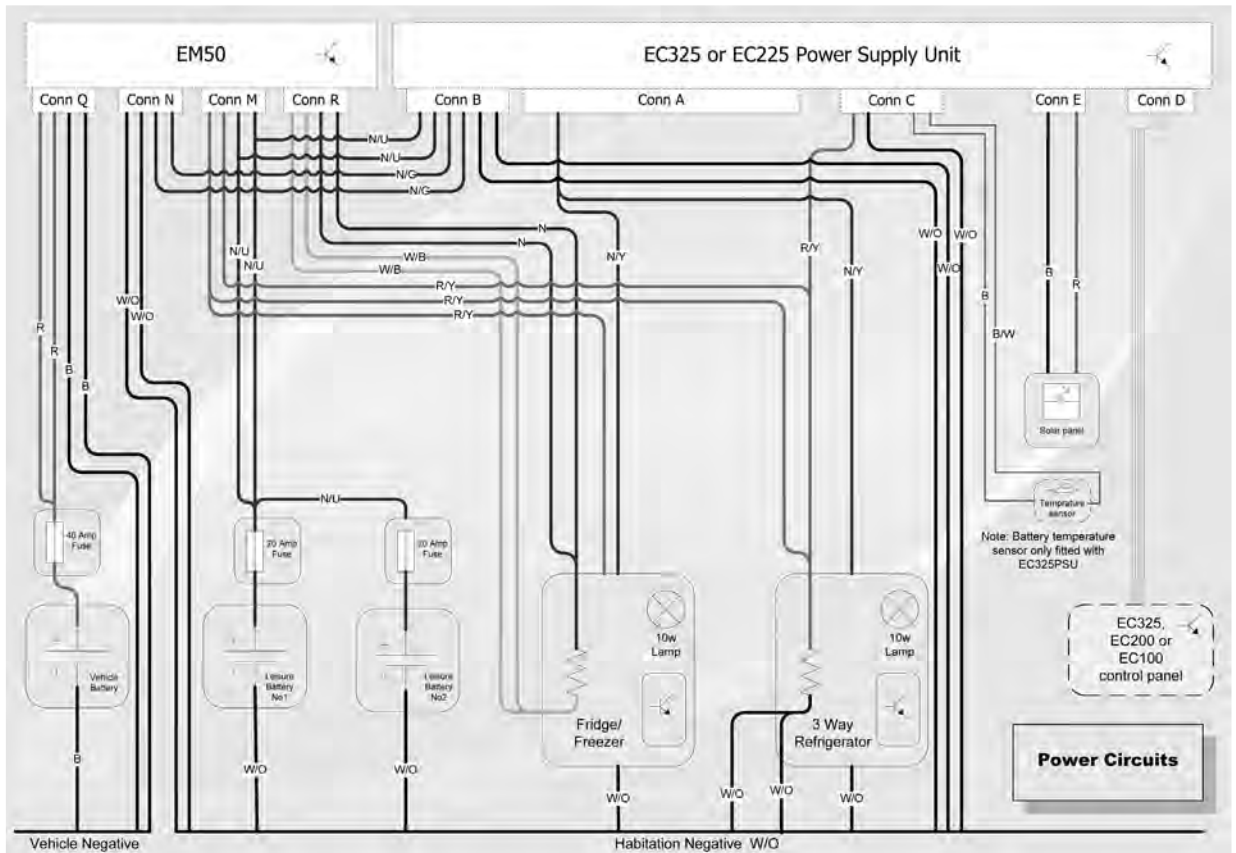 EM50
EC325 or EC225 Power Supply Unit
Conn Q
Conn N
Conn M
Conn R
Conn B
Conn A
Conn C
Conn E
Conn D
N/U
N/U
N/G
N/G
N
N
W/B
W/B
R/Y
R/Y
R/Y
N/U
N/U
W/O
W/O
N/Y
R/Y
N/Y
W/O
W/O
W/O
B
R
B
B/W
R
R
B
B
Solar panel
N/U
Temprature
sensor
Note: Battery temperature
sensor only fitted with
EC325PSU
40 Amp
Fuse
20 Amp
Fuse
20 Amp
Fuse
10w
Lamp
10w
Lamp
EC325,
EC200 or
EC100
control panel
Vehicle
Battery
Leisure
Battery
No1
Leisure
Battery
No2
Fridge/
Freezer
3 Way
Refrigerator
Power Circuits
B
W/O
W/O
W/O
W/O
W/O
W/O
Vehicle Negative
Habitation Negative W/O